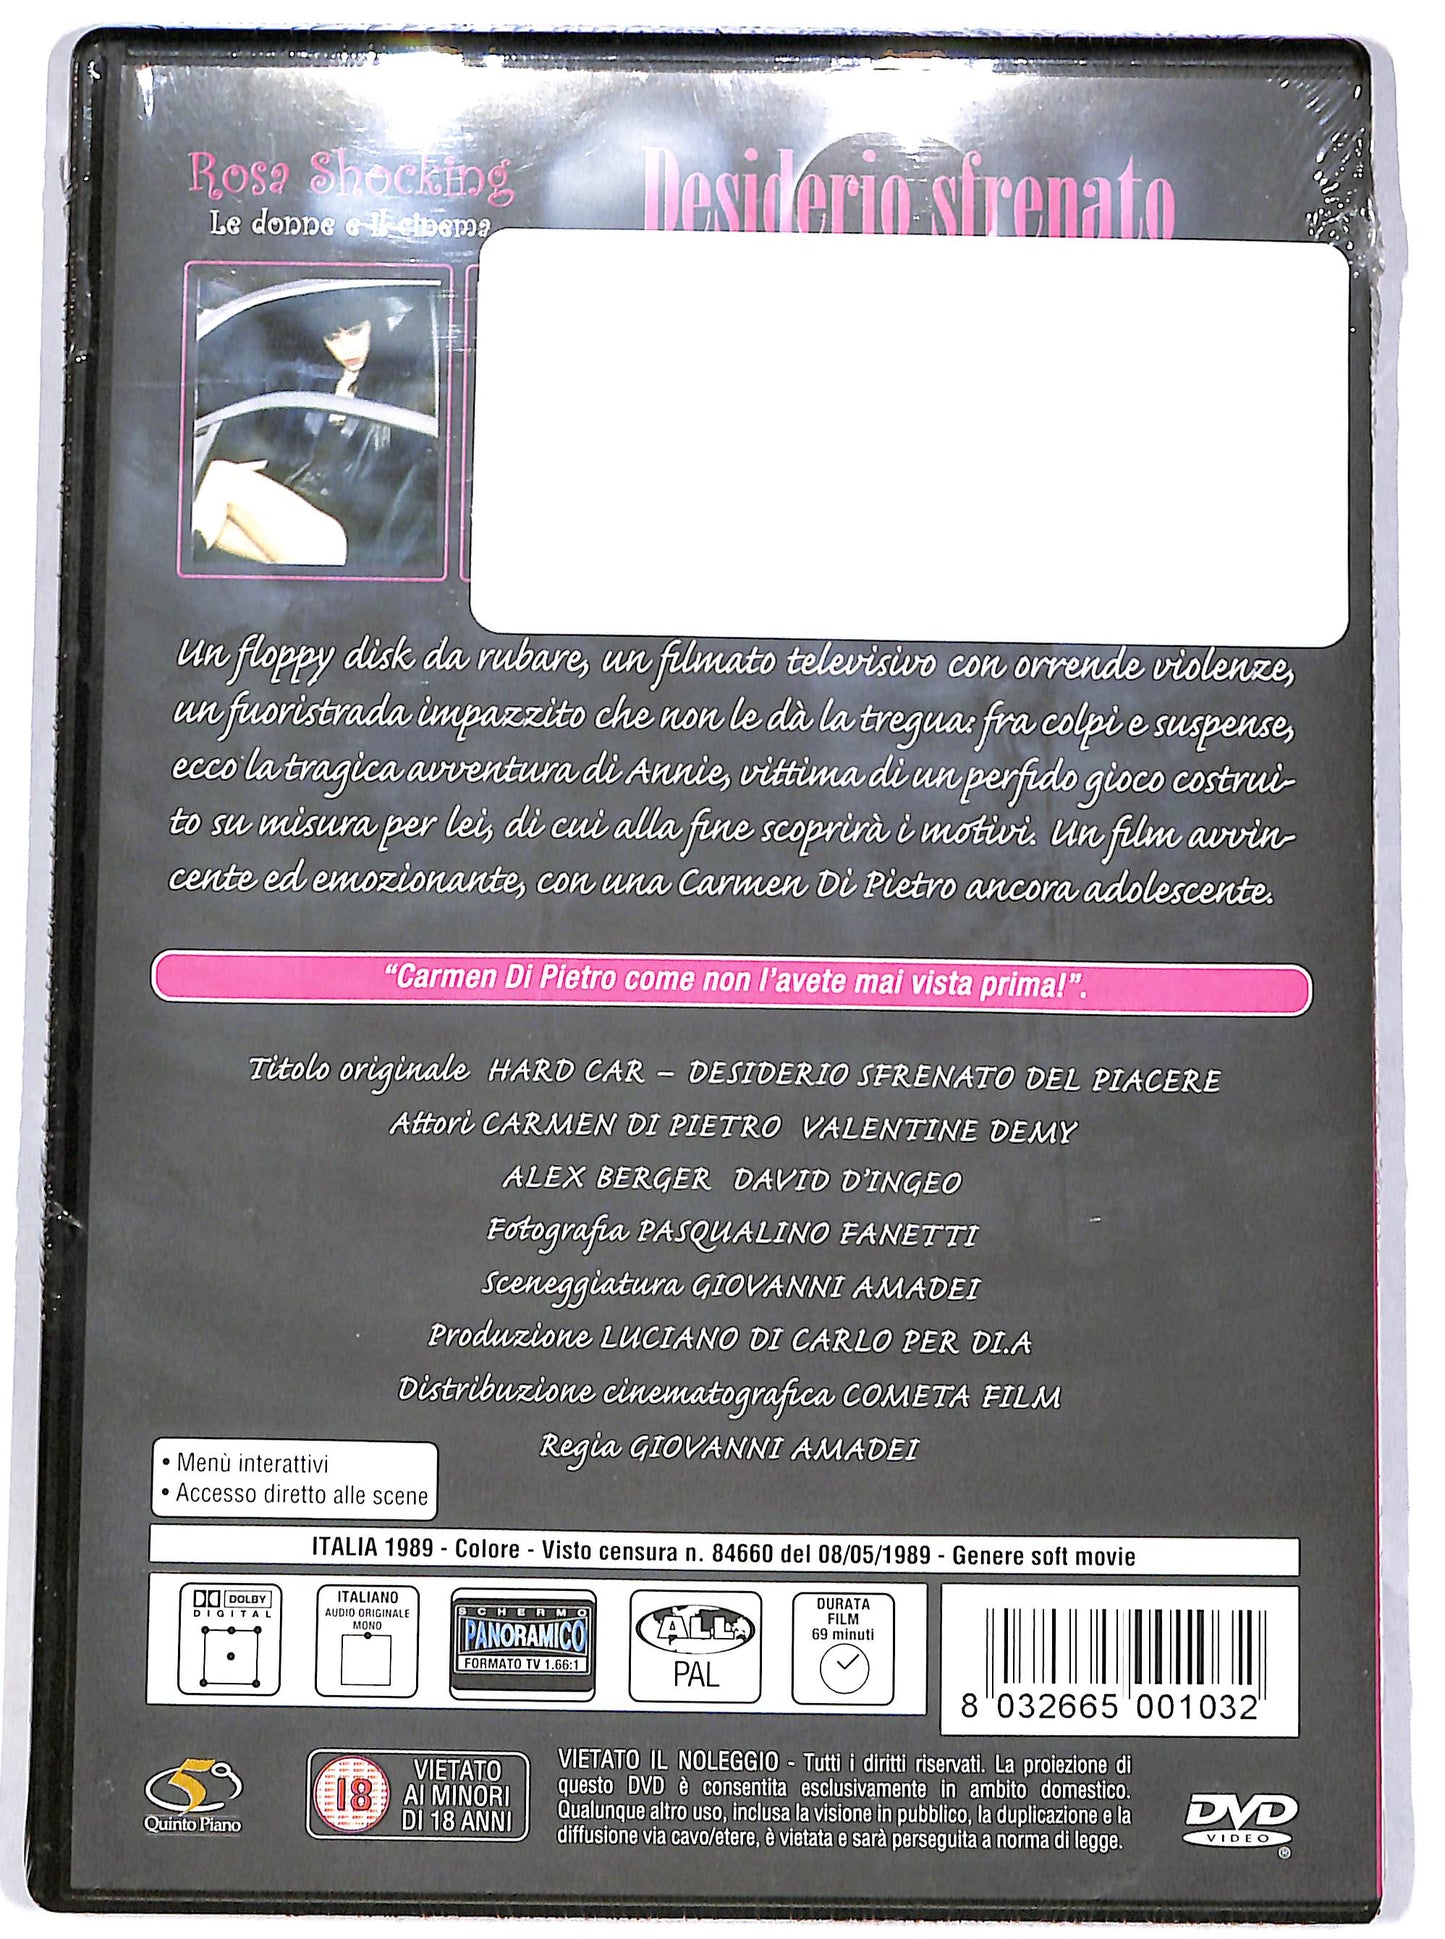 Rosa Shocking
Le donne e il cinema
Desiderio sfrenato
Un floppy disk da rubare, un filmato televisivo con orrende violenze,
un fuoristrada impazzito che non le dà la tregua: fra colpi e suspense,
ecco la tragica avventura di Annie, vittima di un perfido gioco costrui-
to su misura per lei, di cui alla fine scoprirà i motivi. Un film avvin-
cente ed emozionante, con una Carmen Di Pietro ancora adolescente.
"Carmen Di Pietro come non l'avete mai vista prima!".
Titolo originale HARD CAR – DESIDERIO SFRENATO DEL PIACERE
Attori CARMEN DI PIETRO VALENTINE DEMY
ALEX BERGER DAVID D'INGEO
Fotografia PASQUALINO FANETTI
Sceneggiatura GIOVANNI AMADEI
Produzione LUCIANO DI CARLO PER DI.A
Distribuzione cinematografica COMETA FILM
Regia GIOVANNI AMADEI
• Menù interattivi
• Accesso diretto alle scene
ITALIA 1989 - Colore - Visto censura n. 84660 del 08/05/1989 - Genere soft movie
DOLBY
DIGITAL
ITALIANO
AUDIO ORIGINALE
MONO
SCHERMO
PANORAMICO
FORMATO TV 1.66:1
ALL
PAL
DURATA
FILM
69 minuti
8 032665 001032
5°
Quinto Piano
18
VIETATO
AI MINORI
DI 18 ANNI
VIETATO IL NOLEGGIO - Tutti i diritti riservati. La proiezione di
questo DVD è consentita esclusivamente in ambito domestico.
Qualunque altro uso, inclusa la visione in pubblico, la duplicazione e la
diffusione via cavo/etere, è vietata e sarà perseguita a norma di legge.
DVD
VIDEO
®